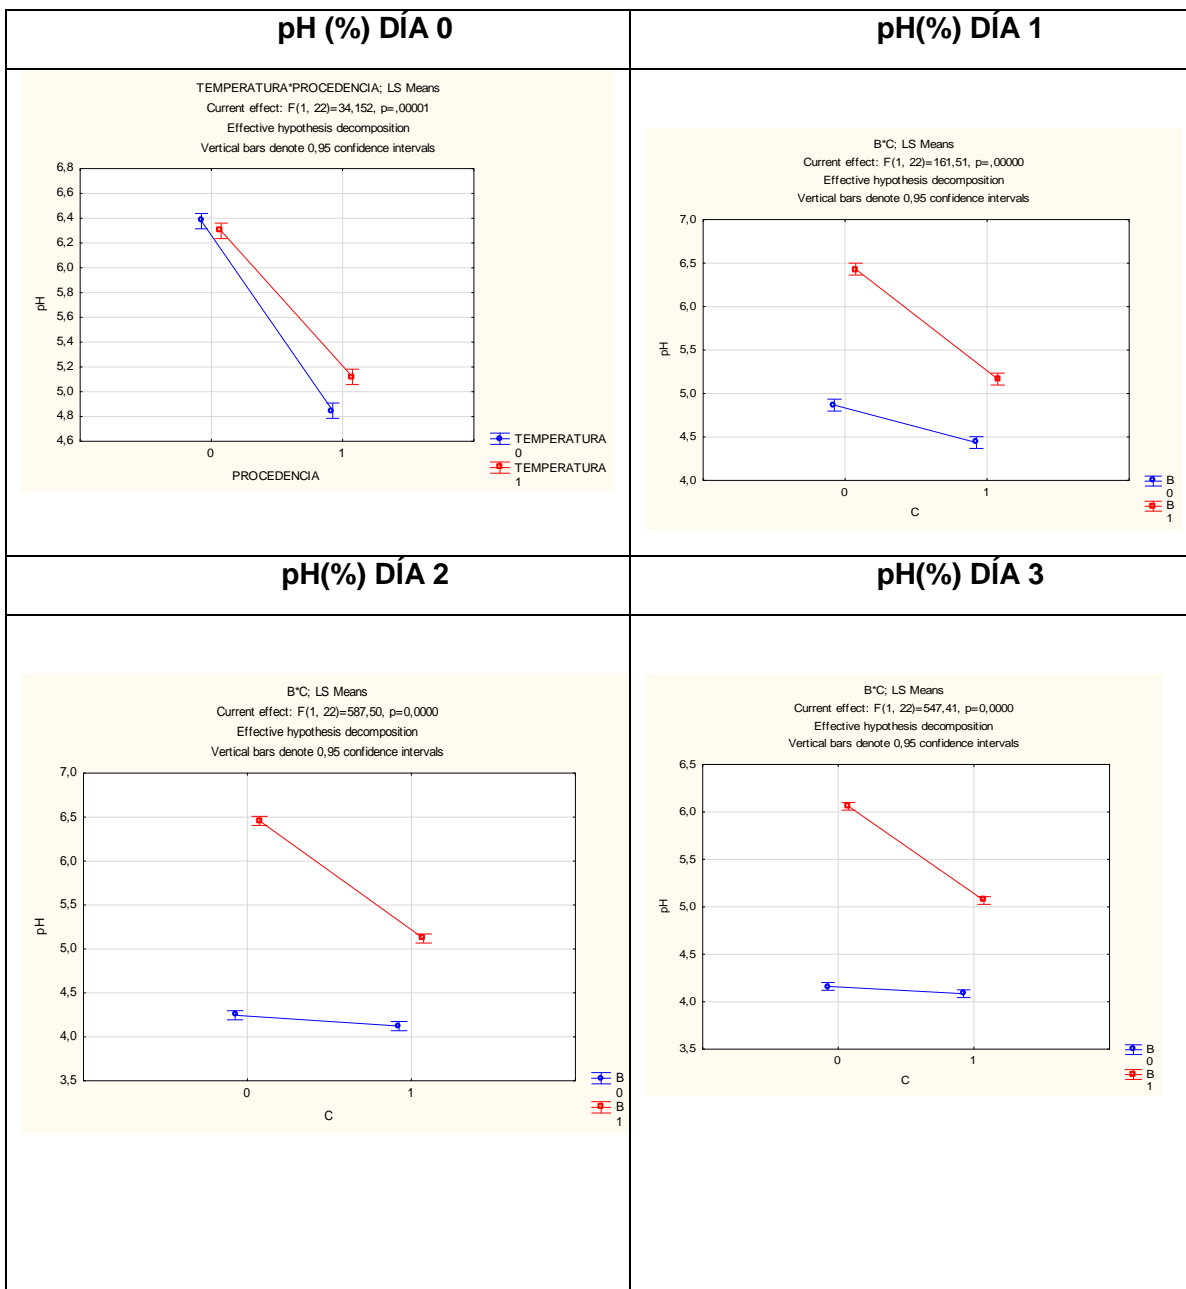 pH (%) DÍA 0
pH(%) DÍA 1
TEMPERATURA*PROCEDENCIA; LS Means
Current effect: F(1, 22)=34,152, p=,00001
Effective hypothesis decomposition
Vertical bars denote 0,95 confidence intervals
6,8
6,6
6,4
6,2
6,0
5,8
5,6
5,4
5,2
5,0
4,8
4,6
pH
0
1
PROCEDENCIA
TEMPERATURA
0
TEMPERATURA
1
B*C; LS Means
Current effect: F(1, 22)=161,51, p=,00000
Effective hypothesis decomposition
Vertical bars denote 0,95 confidence intervals
7,0
6,5
6,0
5,5
5,0
4,5
4,0
pH
0
1
C
B
0
B
1
pH(%) DÍA 2
pH(%) DÍA 3
B*C; LS Means
Current effect: F(1, 22)=587,50, p=0,0000
Effective hypothesis decomposition
Vertical bars denote 0,95 confidence intervals
7,0
6,5
6,0
5,5
5,0
4,5
4,0
3,5
pH
0
1
C
B
0
B
1
B*C; LS Means
Current effect: F(1, 22)=547,41, p=0,0000
Effective hypothesis decomposition
Vertical bars denote 0,95 confidence intervals
6,5
6,0
5,5
5,0
4,5
4,0
3,5
pH
0
1
C
B
0
B
1